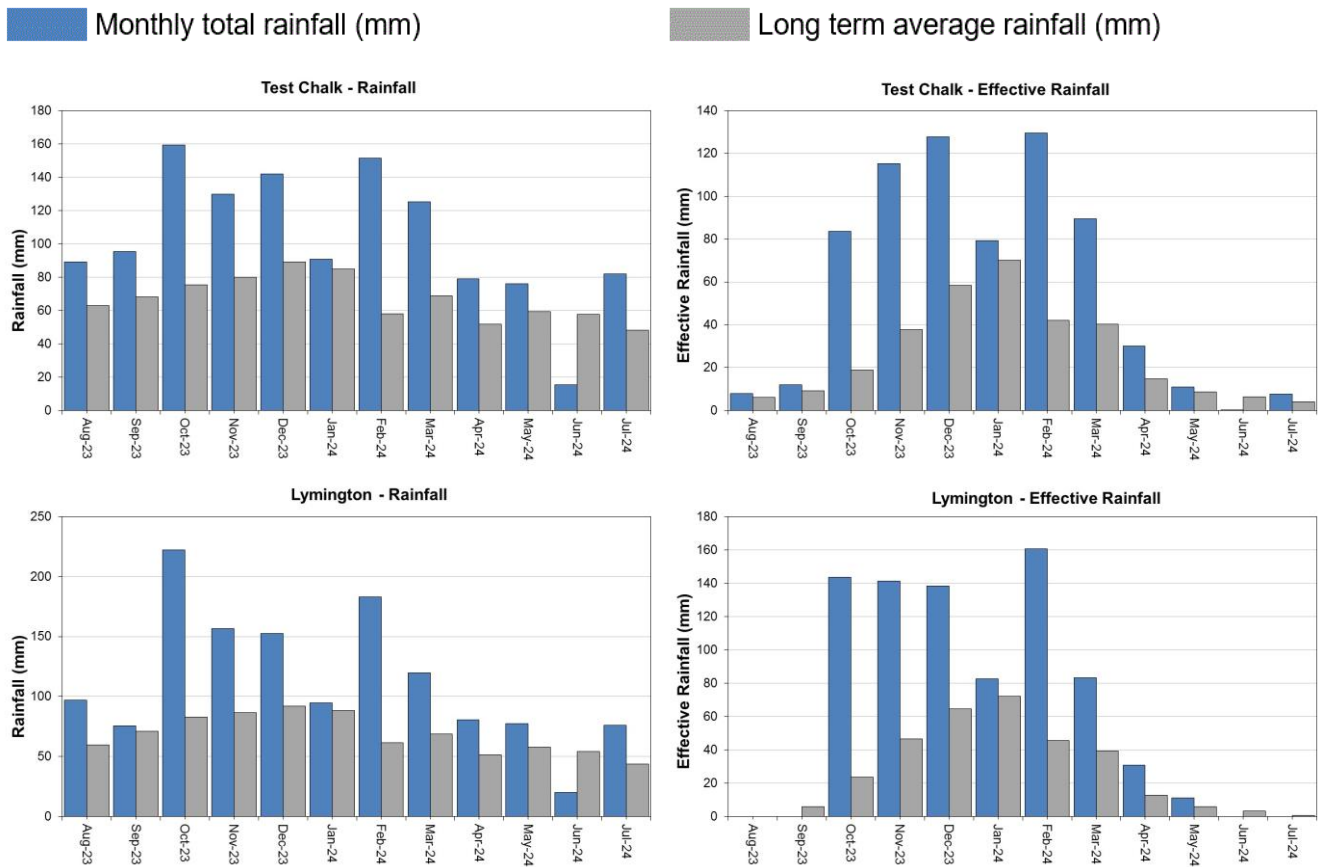 Monthly total rainfall (mm)
Long term average rainfall (mm)
Test Chalk - Rainfall
Rainfall (mm)
180
160
140
120
100
80
60
40
20
0
Aug-23
Sep-23
Oct-23
Nov-23
Dec-23
Jan-24
Feb-24
Mar-24
Apr-24
May-24
Jun-24
Jul-24
Test Chalk - Effective Rainfall
Effective Rainfall (mm)
140
120
100
80
60
40
20
0
Aug-23
Sep-23
Oct-23
Nov-23
Dec-23
Jan-24
Feb-24
Mar-24
Apr-24
May-24
Jun-24
Jul-24
Lymington - Rainfall
Rainfall (mm)
250
200
150
100
50
0
Aug-23
Sep-23
Oct-23
Nov-23
Dec-23
Jan-24
Feb-24
Mar-24
Apr-24
May-24
Jun-24
Jul-24
Lymington - Effective Rainfall
Effective Rainfall (mm)
180
160
140
120
100
80
60
40
20
0
Aug-23
Sep-23
Oct-23
Nov-23
Dec-23
Jan-24
Feb-24
Mar-24
Apr-24
May-24
Jun-24
Jul-24